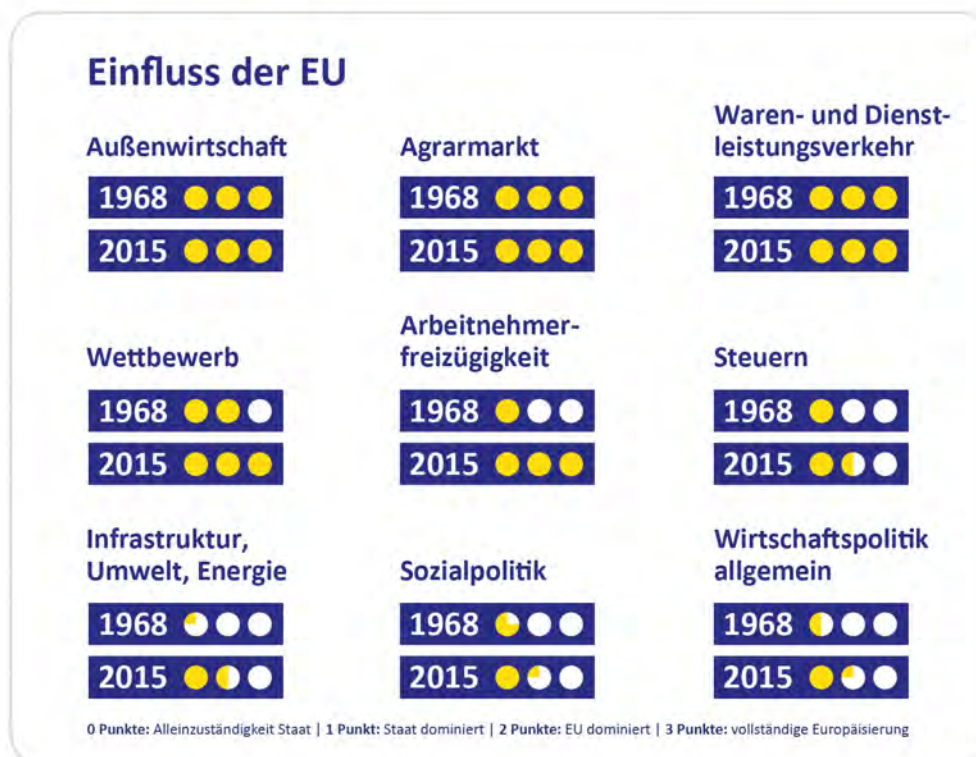 Einfluss der EU
Außenwirtschaft
1968
2015
Agrarmarkt
1968
2015
Waren- und Dienst-
leistungsverkehr
1968
2015
Wettbewerb
1968
2015
Arbeitnehmer-
freizügigkeit
1968
2015
Steuern
1968
2015
Infrastruktur,
Umwelt, Energie
1968
2015
Sozialpolitik
1968
2015
Wirtschaftspolitik
allgemein
1968
2015
0 Punkte: Alleinzuständigkeit Staat | 1 Punkt: Staat dominiert | 2 Punkte: EU dominiert | 3 Punkte: vollständige Europäisierung